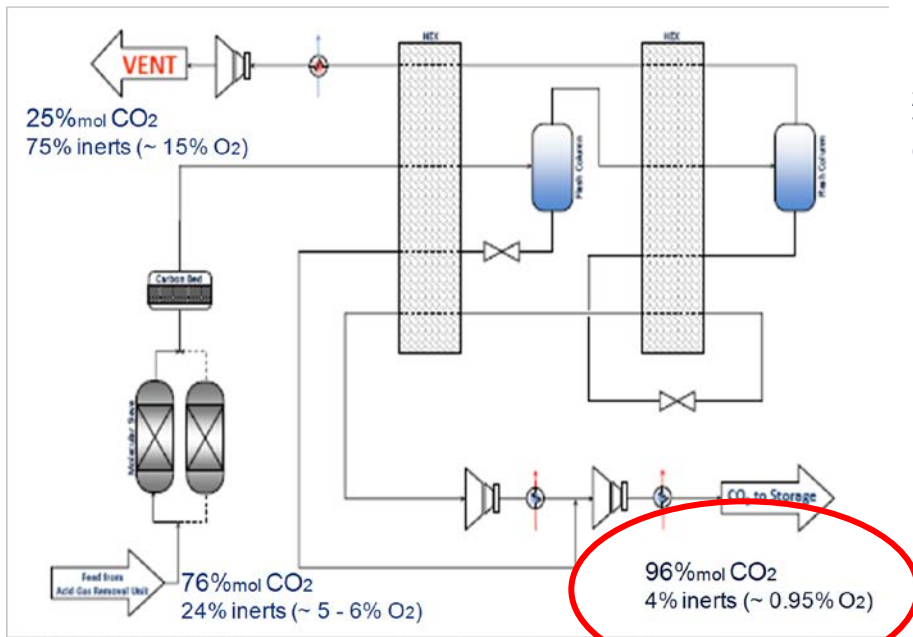 HEX
HEX
VENT
25%mol CO2
75% inerts (~ 15% O2)
Flash Column
Flash Column
Carbon Bed
Molecular Sieve
CO2 to Storage
Feed from
Acid Gas Removal Unit
76%mol CO2
24% inerts (~ 5 - 6% O2)
96%mol CO2
4% inerts (~ 0.95% O2)